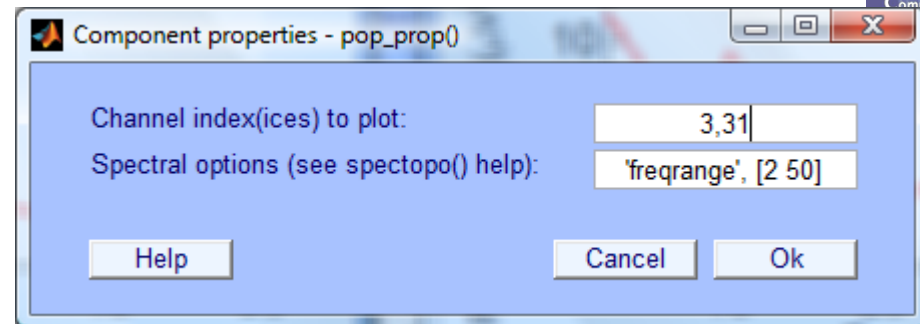 Com
Component properties - pop_prop()
Channel index(ices) to plot: 3,31
Spectral options (see spectopo() help): 'freqrange', [2 50]
Help Cancel Ok